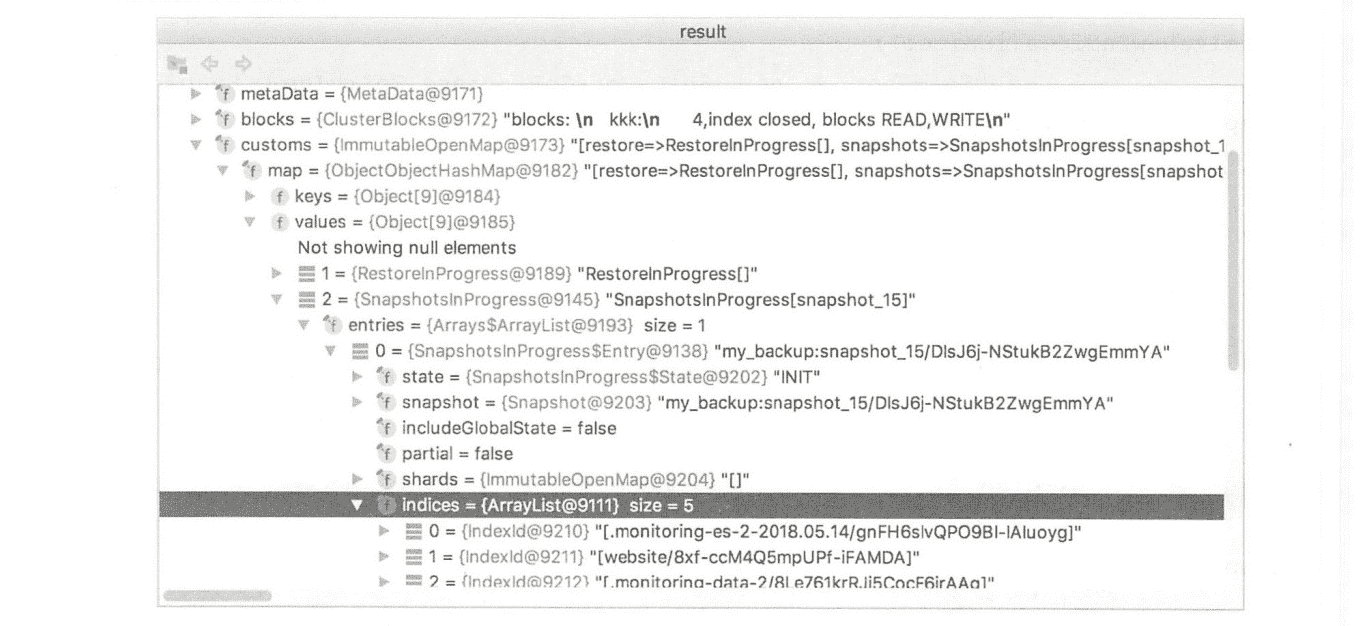 result
metaData = {MetaData@9171}
blocks = {ClusterBlocks@9172} "blocks: \n kkk:\n 4,index closed, blocks READ,WRITE\n"
customs = {ImmutableOpenMap@9173} "[restore=>RestoreInProgress[], snapshots=>SnapshotsInProgress[snapshot_1
map = {ObjectObjectHashMap@9182} "[restore=>RestoreInProgress[], snapshots=>SnapshotsInProgress[snapshot
keys = {Object[9]@9184}
values = {Object[9]@9185}
Not showing null elements
1 = {RestoreInProgress@9189} "RestoreInProgress[]"
2 = {SnapshotsInProgress@9145} "SnapshotsInProgress[snapshot_15]"
entries = {Arrays$ArrayList@9193} size = 1
0 = {SnapshotsInProgress$Entry@9138} "my_backup:snapshot_15/DlsJ6j-NStukB2ZwgEmmYA"
state = {SnapshotsInProgress$State@9202} "INIT"
snapshot = {Snapshot@9203} "my_backup:snapshot_15/DlsJ6j-NStukB2ZwgEmmYA"
includeGlobalState = false
partial = false
shards = {ImmutableOpenMap@9204} "[]"
indices = {ArrayList@9111} size = 5
0 = {IndexId@9210} "[.monitoring-es-2-2018.05.14/gnFH6slvQPO9BI-lAluoyg]"
1 = {IndexId@9211} "[website/8xf-ccM4Q5mpUPf-iFAMDA]"
2 = {IndexId@9212} "[.monitoring-data-2/8Le761krRJi5CocF6irAAg]"